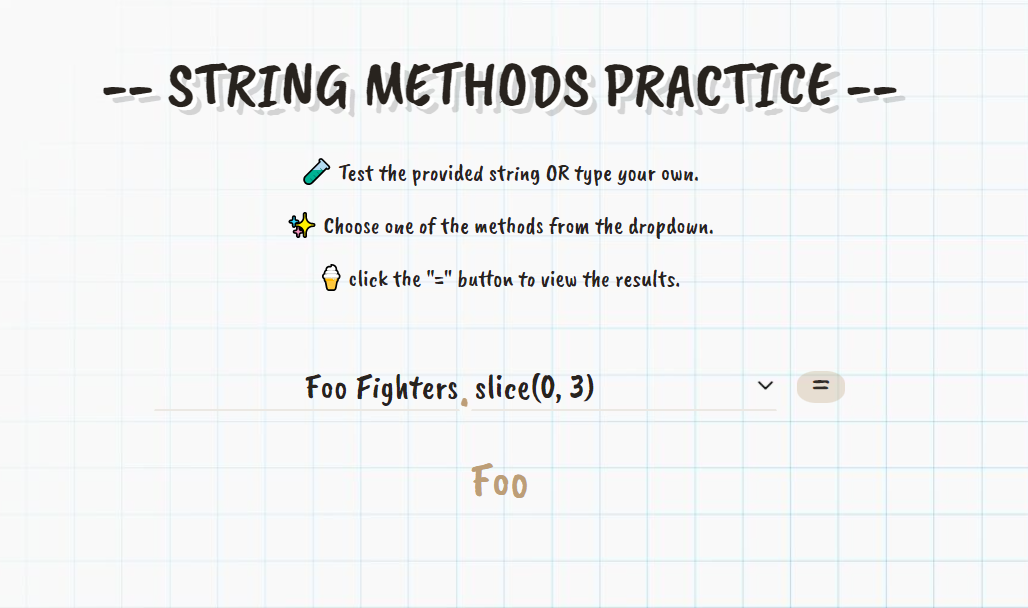 -- STRING METHODS PRACTICE --
Test the provided string OR type your own.
Choose one of the methods from the dropdown.
click the "=" button to view the results.
Foo Fighters . slice(0, 3) =
Foo